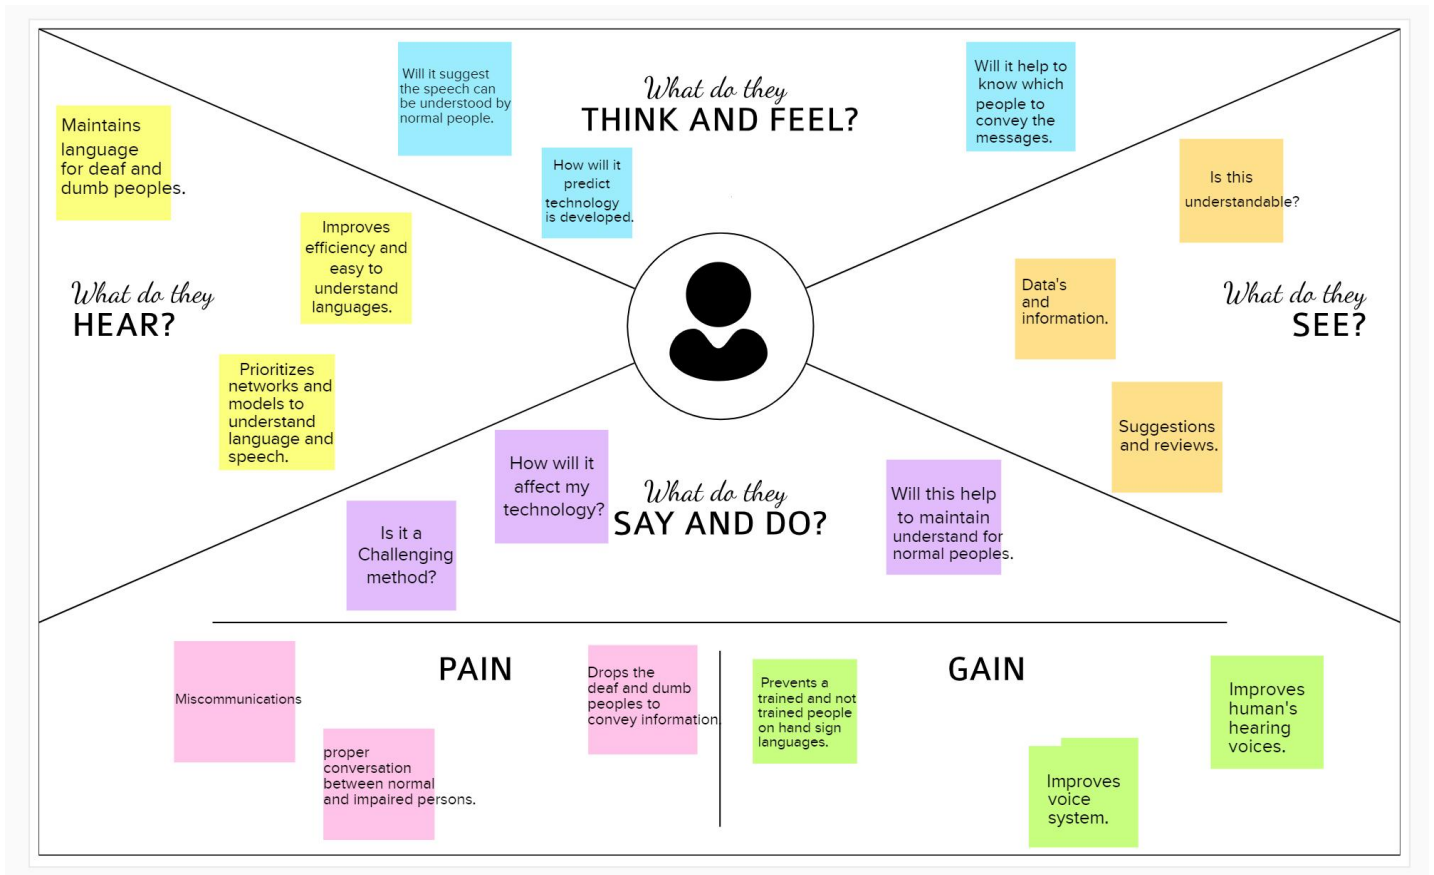 What do they
THINK AND FEEL?
Will it suggest
the speech can
be understood by
normal people.
How will it
predict
technology
is developed.
Will it help to
know which
people to
convey the
messages.
What do they
HEAR?
Maintains
language
for deaf and
dumb peoples.
Improves
efficiency and
easy to
understand
languages.
Prioritizes
networks and
models to
understand
language and
speech.
What do they
SEE?
Is this
understandable?
Data's
and
information.
Suggestions
and reviews.
What do they
SAY AND DO?
How will it
affect my
technology?
Is it a
Challenging
method?
Will this help
to maintain
understand for
normal peoples.
PAIN
Miscommunications
proper
conversation
between normal
and impaired persons.
Drops the
deaf and dumb
peoples to
convey information.
GAIN
Prevents a
trained and not
trained people
on hand sign
languages.
Improves
voice
system.
Improves
human's
hearing
voices.